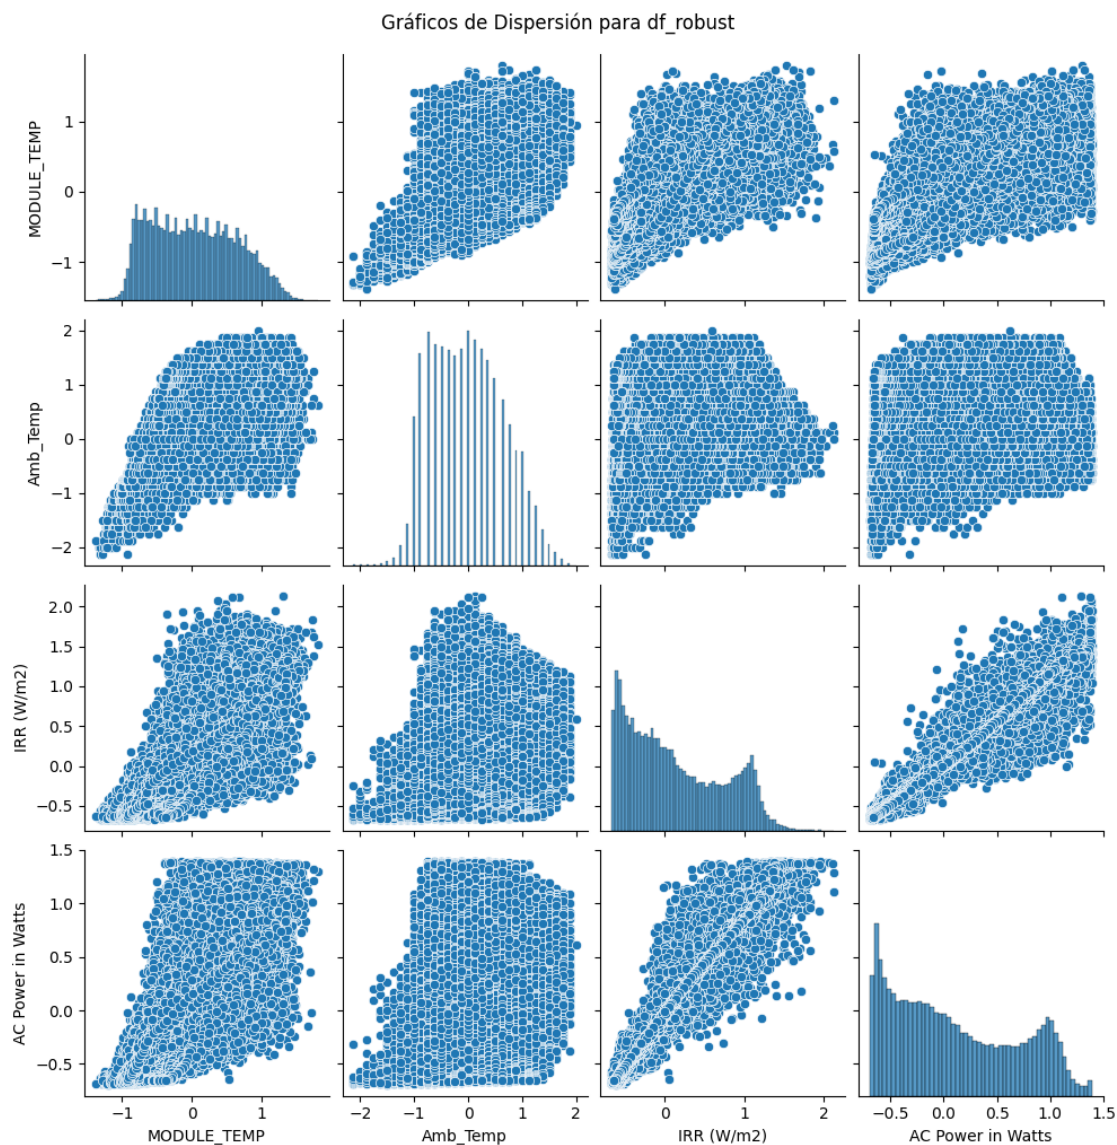 Gráficos de Dispersión para df_robust
MODULE_TEMP
1
0
−1
Amb_Temp
2
1
0
−1
−2
IRR (W/m2)
2.0
1.5
1.0
0.5
0.0
−0.5
AC Power in Watts
1.5
1.0
0.5
0.0
−0.5
−1 0 1
−2 −1 0 1 2
0 1 2
−0.5 0.0 0.5 1.0 1.5
MODULE_TEMP
Amb_Temp
IRR (W/m2)
AC Power in Watts